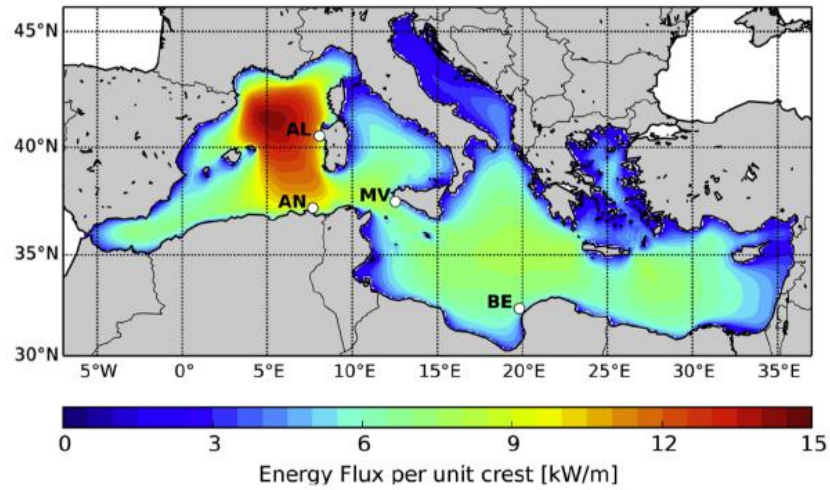 45°N
40°N
35°N
30°N
AL
AN
MV
BE
5°W 0° 5°E 10°E 15°E 20°E 25°E 30°E 35°E
0 3 6 9 12 15
Energy Flux per unit crest [kW/m]